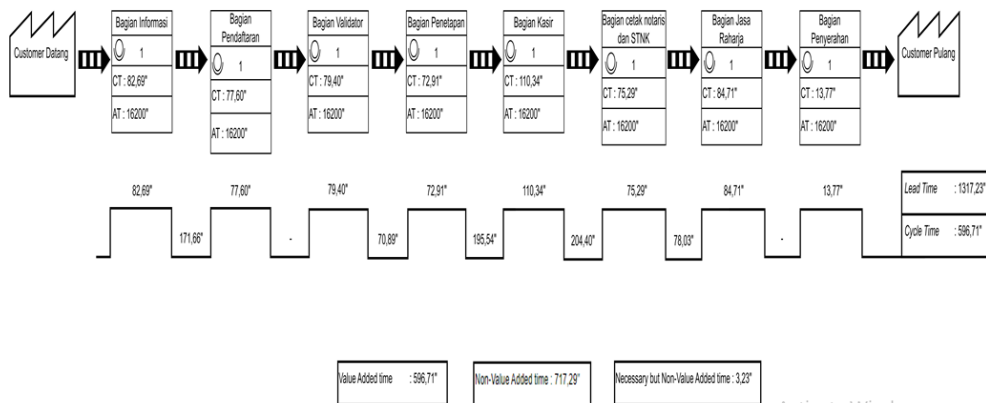 Customer Datang
Bagian Informasi
1
CT : 82,69"
AT : 16200"
Bagian
Pendaftaran
1
CT : 77,60"
AT : 16200"
Bagian Validator
1
CT : 79,40"
AT : 16200"
Bagian Penetapan
1
CT : 72,91"
AT : 16200"
Bagian Kasir
1
CT : 110,34"
AT : 16200"
Bagian cetak notaris
dan STNK
1
CT : 75,29"
AT : 16200"
Bagian Jasa
Raharja
1
CT : 84,71"
AT : 16200"
Bagian
Penyerahan
1
CT : 13,77"
AT : 16200"
Customer Pulang
82,69" 77,60" 79,40" 72,91" 110,34" 75,29" 84,71" 13,77"
171,66" - 70,89" 195,54" 204,40" 78,03" -
Lead Time : 1317,23"
Cycle Time : 596,71"
Value Added time : 596,71"
Non-Value Added time : 717,29"
Necessary but Non-Value Added time : 3,23"